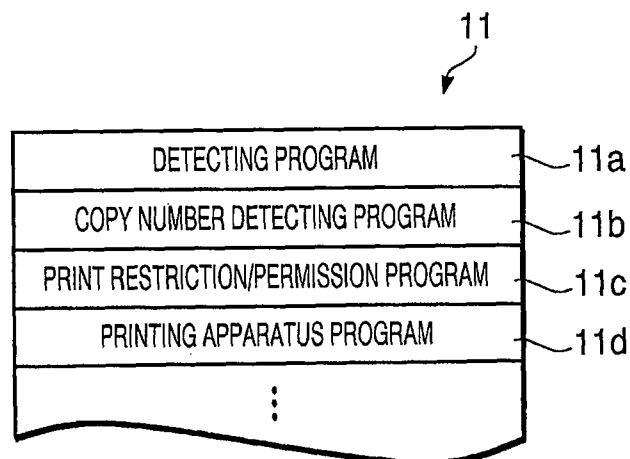 11
DETECTING PROGRAM 11a
COPY NUMBER DETECTING PROGRAM 11b
PRINT RESTRICTION/PERMISSION PROGRAM 11c
PRINTING APPARATUS PROGRAM 11d